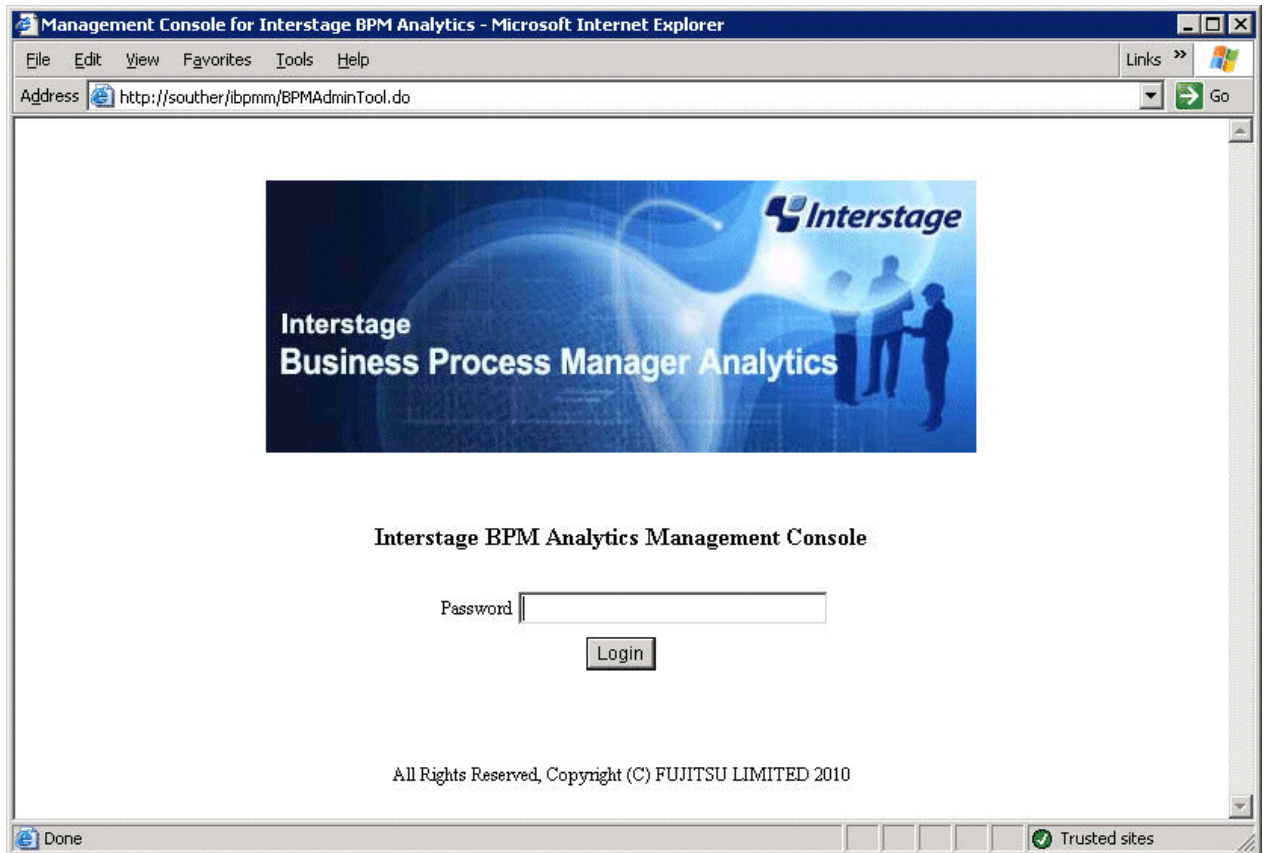 Management Console for Interstage BPM Analytics - Microsoft Internet Explorer
File Edit View Favorites Tools Help Links »
Address http://souther/ibpmm/BPMAdminTool.do Go
Interstage
Interstage
Business Process Manager Analytics
Interstage BPM Analytics Management Console
Password
Login
All Rights Reserved, Copyright (C) FUJITSU LIMITED 2010
Done Trusted sites